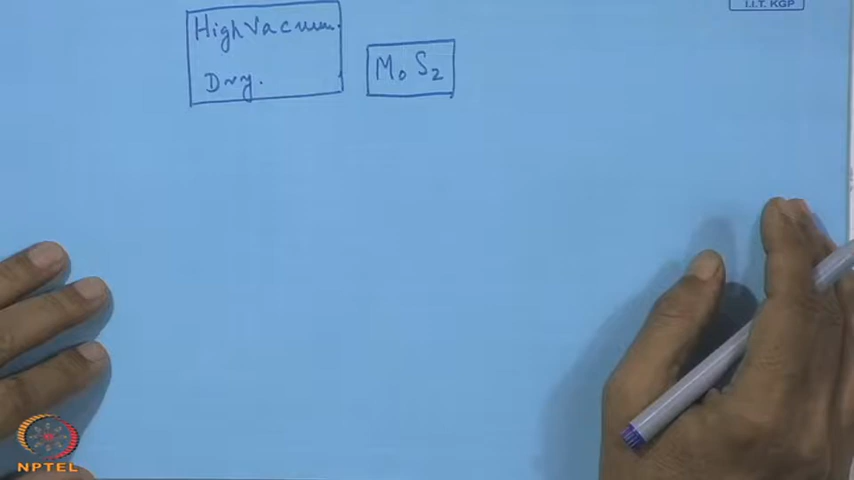 I.I.T. KGP
High Vacuum.
Dry.
MoS2
NPTEL